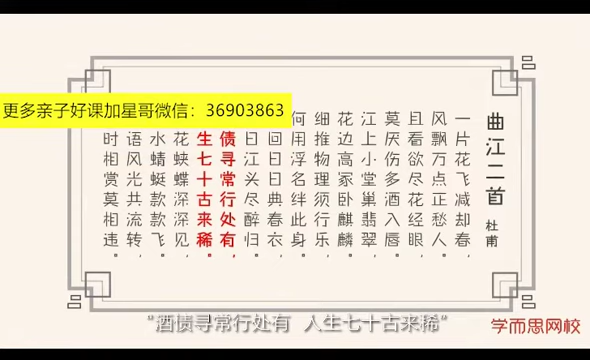 曲江二首
杜甫
一片花飞减却春，
风飘万点正愁人。
且看欲尽花经眼，
莫厌伤多酒入唇。
江上小堂巢翡翠，
花边高冢卧麒麟。
细推物理须行乐，
何用浮名绊此身。
回日日典春衣，
日江头尽醉归。
债寻常行处有，
生七十古来稀。
花蛱蝶深深见，
水蜻蜓款款飞。
语风光共流转，
时相赏莫相违。
更多亲子好课加星哥微信：36903863
“酒债寻常行处有 人生七十古来稀”
学而思网校